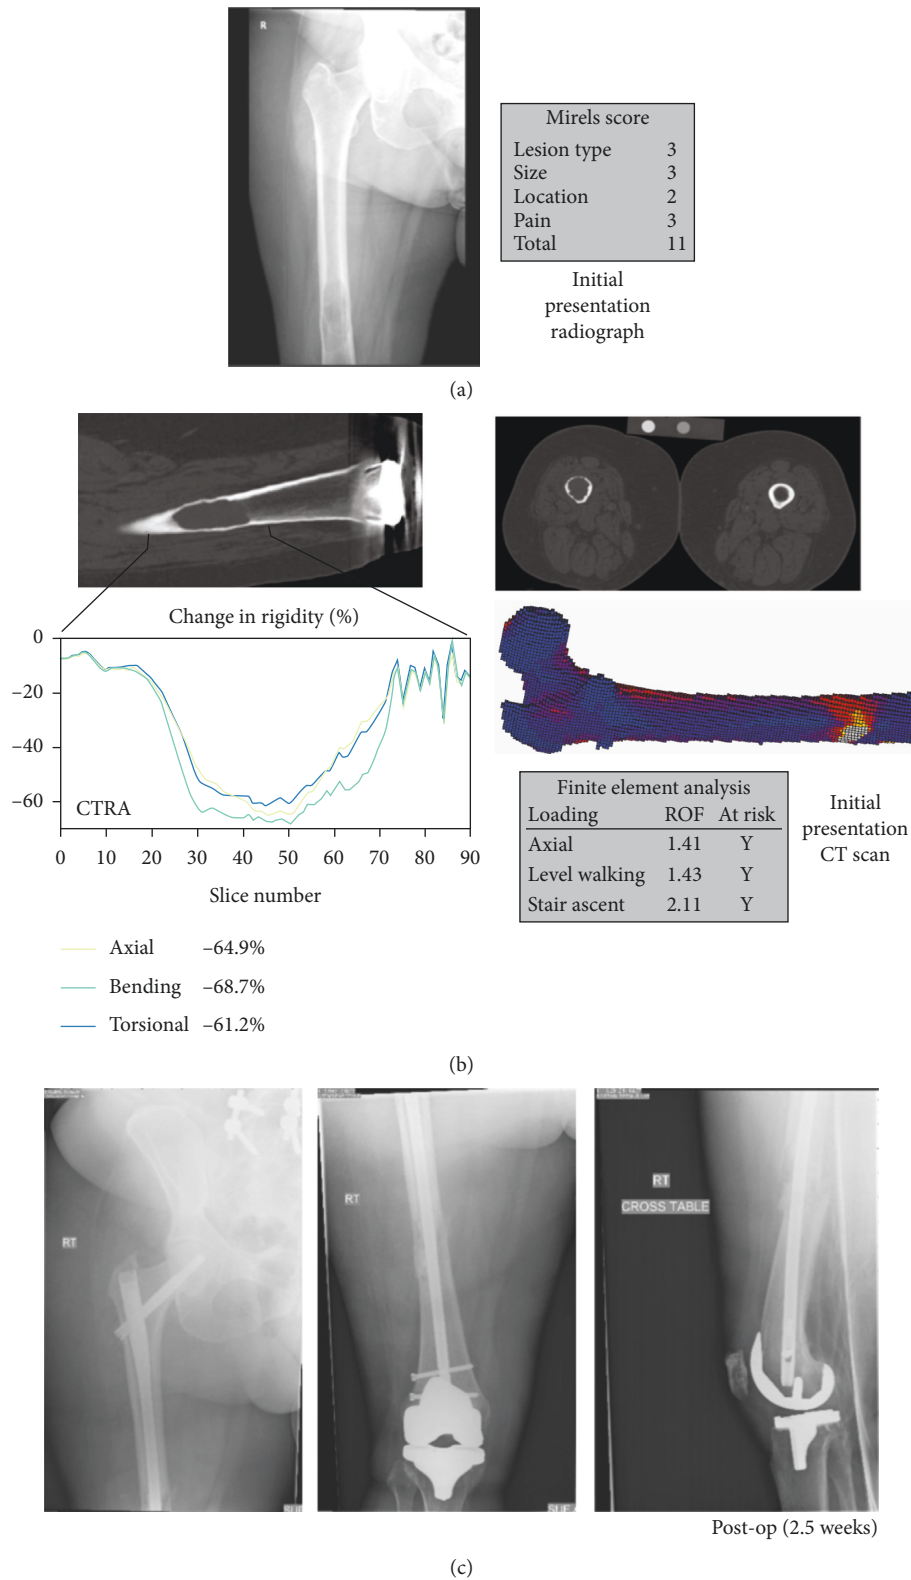 R
Mirels score
Lesion type 3
Size 3
Location 2
Pain 3
Total 11
Initial
presentation
radiograph
(a)
Change in rigidity (%)
0
−20
−40
−60
CTRA
0 10 20 30 40 50 60 70 80 90
Slice number
Axial −64.9%
Bending −68.7%
Torsional −61.2%
Finite element analysis
Loading ROF At risk
Axial 1.41 Y
Level walking 1.43 Y
Stair ascent 2.11 Y
Initial
presentation
CT scan
(b)
RT
RT
RT
CROSS TABLE
Post-op (2.5 weeks)
(c)